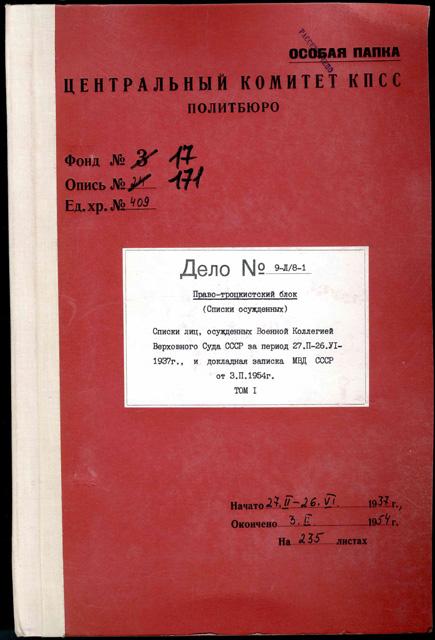 РАССЕКРЕЧЕНО
ОСОБАЯ ПАПКА
ЦЕНТРАЛЬНЫЙ КОМИТЕТ КПСС
ПОЛИТБЮРО
Фонд № 3 17
Опись № 24 171
Ед. хр. № 409
Дело № 9-Л/8-1
Право-троцкистский блок
(Списки осужденных)
Списки лиц, осужденных Военной Коллегией
Верховного Суда СССР за период 27.П-26.УІ-
1937г., и докладная записка МВД СССР
от 3.П.1954г.
ТОМ I
Начато 27.II-26.VI. 1937 г.,
Окончено 3.II 1954 г.
На 235 листах